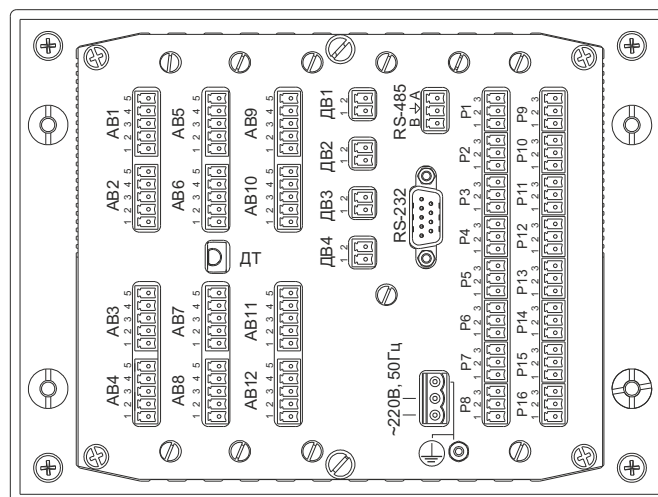 АВ1 1 2 3 4 5
АВ5 1 2 3 4 5
АВ9 1 2 3 4 5
ДВ1 1 2
RS-485
B A
Р1 1 2 3
Р9 1 2 3
АВ2 1 2 3 4 5
АВ6 1 2 3 4 5
АВ10 1 2 3 4 5
ДВ2 1 2
Р2 1 2 3
Р10 1 2 3
ДВ3 1 2
RS-232
Р3 1 2 3
Р11 1 2 3
ДТ
ДВ4 1 2
Р4 1 2 3
Р12 1 2 3
Р5 1 2 3
Р13 1 2 3
АВ3 1 2 3 4 5
АВ7 1 2 3 4 5
АВ11 1 2 3 4 5
Р6 1 2 3
Р14 1 2 3
АВ4 1 2 3 4 5
АВ8 1 2 3 4 5
АВ12 1 2 3 4 5
~220В, 50Гц
Р7 1 2 3
Р15 1 2 3
Р8 1 2 3
Р16 1 2 3